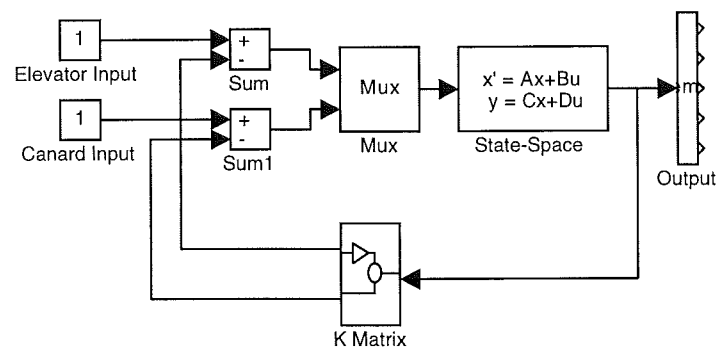 1
Elevator Input
+
-
Sum
1
Canard Input
+
-
Sum1
Mux
Mux
x' = Ax+Bu
y = Cx+Du
State-Space
m
Output
K Matrix